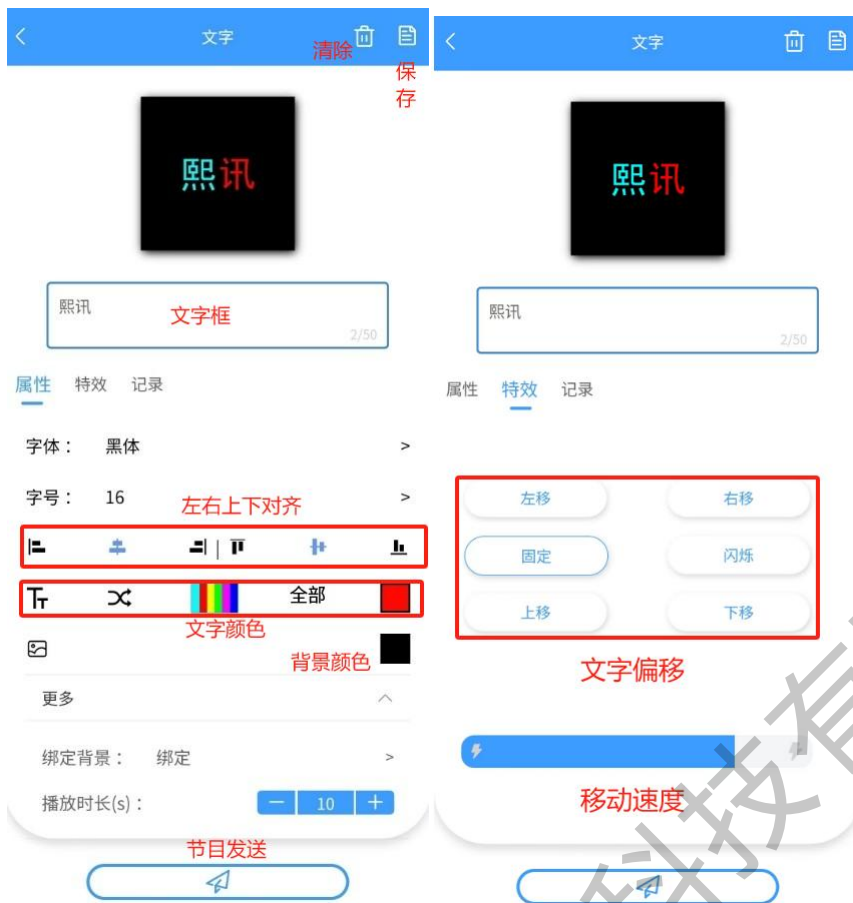 文字
清除
保存
熙讯
熙讯
文字框
2/50
属性 特效 记录
字体： 黑体 >
字号： 16 >
左右上下对齐
全部
文字颜色
背景颜色
更多
绑定背景： 绑定 >
播放时长(s)： － 10 ＋
节目发送
文字
熙讯
熙讯
2/50
属性 特效 记录
左移 右移
固定 闪烁
上移 下移
文字偏移
移动速度
科技有